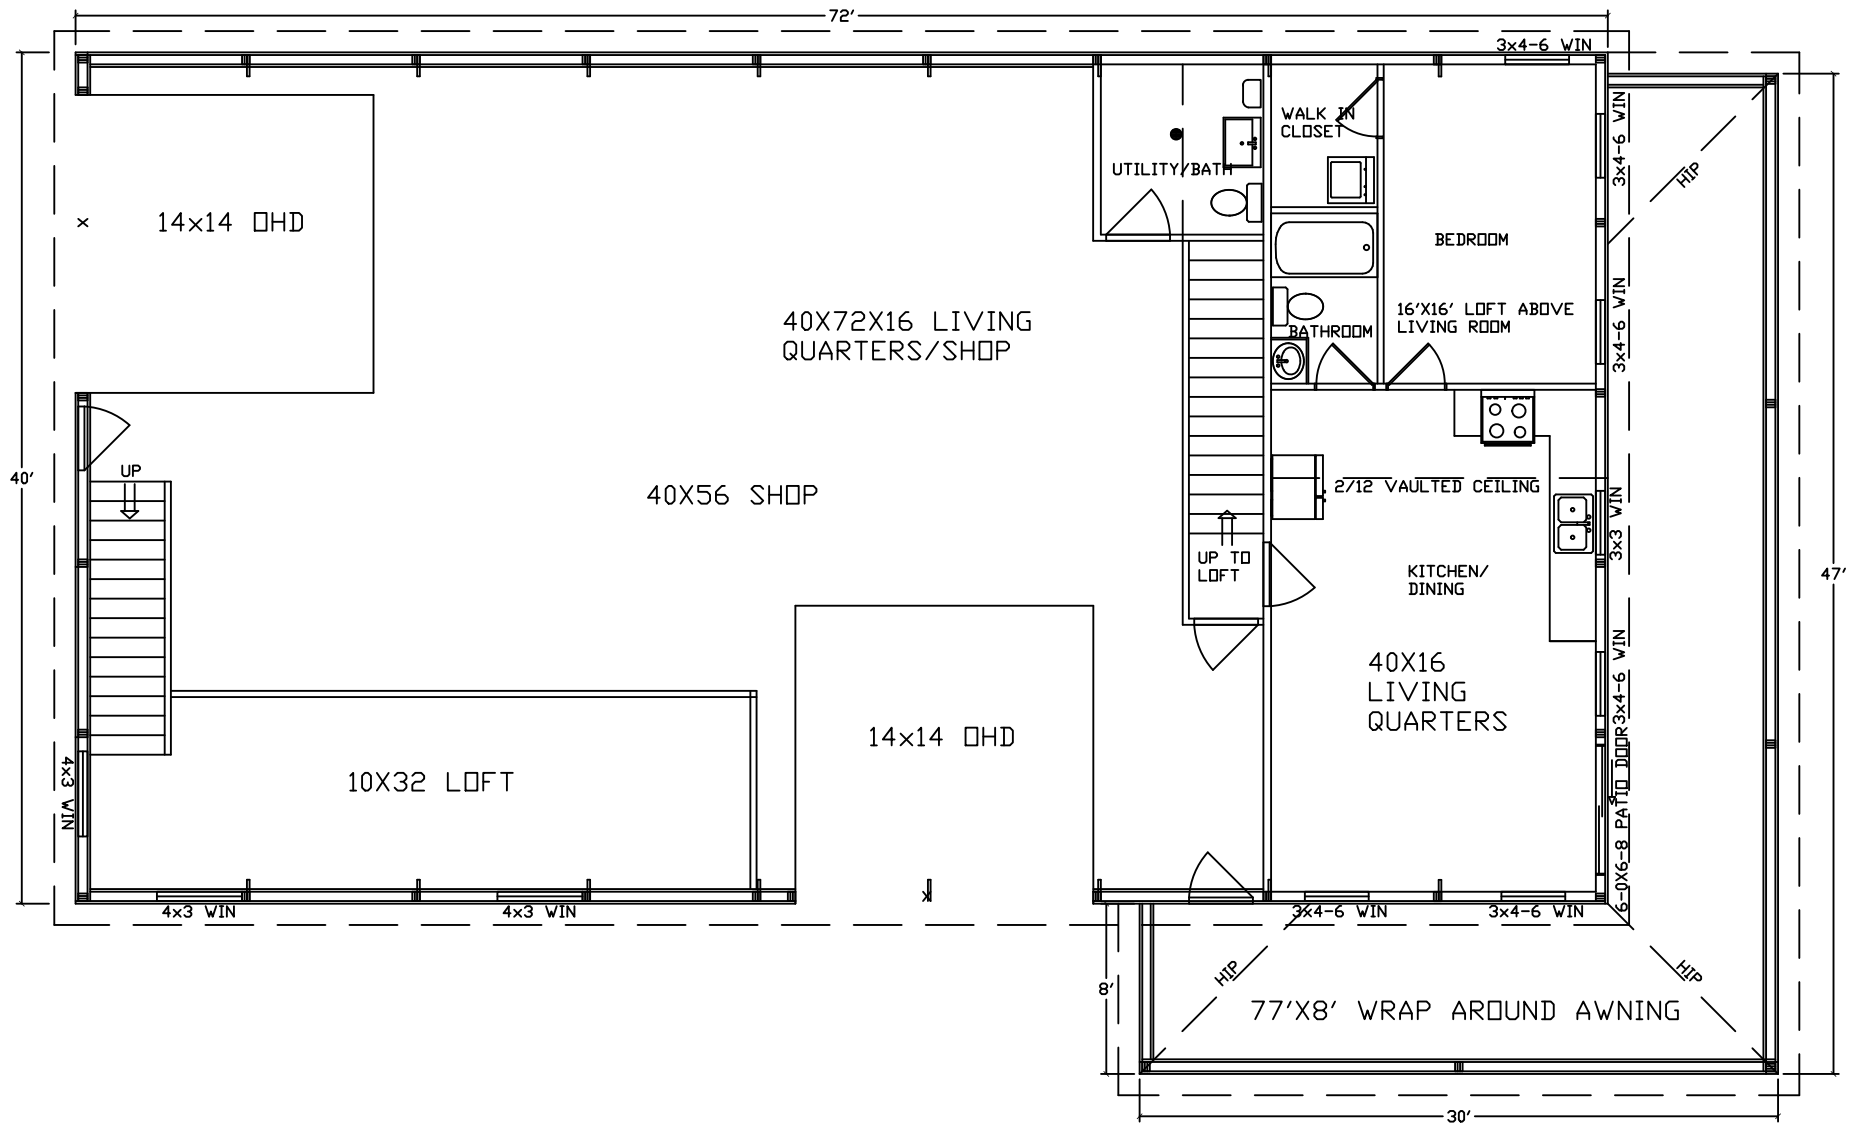 72'
3x4-6 WIN
WALK IN
CLOSET
3x4-6 WIN
UTILITY/BATH
HIP
14x14 OHD
BEDROOM
40X72X16 LIVING
QUARTERS/SHOP
16'X16' LOFT ABOVE
LIVING ROOM
3x4-6 WIN
BATHROOM
UP
40'
40X56 SHOP
2/12 VAULTED CEILING
3x3 WIN
UP TO
LOFT
KITCHEN/
DINING
47'
40X16
LIVING
QUARTERS
3x4-6 WIN
14x14 OHD
4x3 WIN
10X32 LOFT
6-0X6-8 PATIO DOOR
4x3 WIN
4x3 WIN
3x4-6 WIN
3x4-6 WIN
8'
HIP
HIP
77'X8' WRAP AROUND AWNING
30'